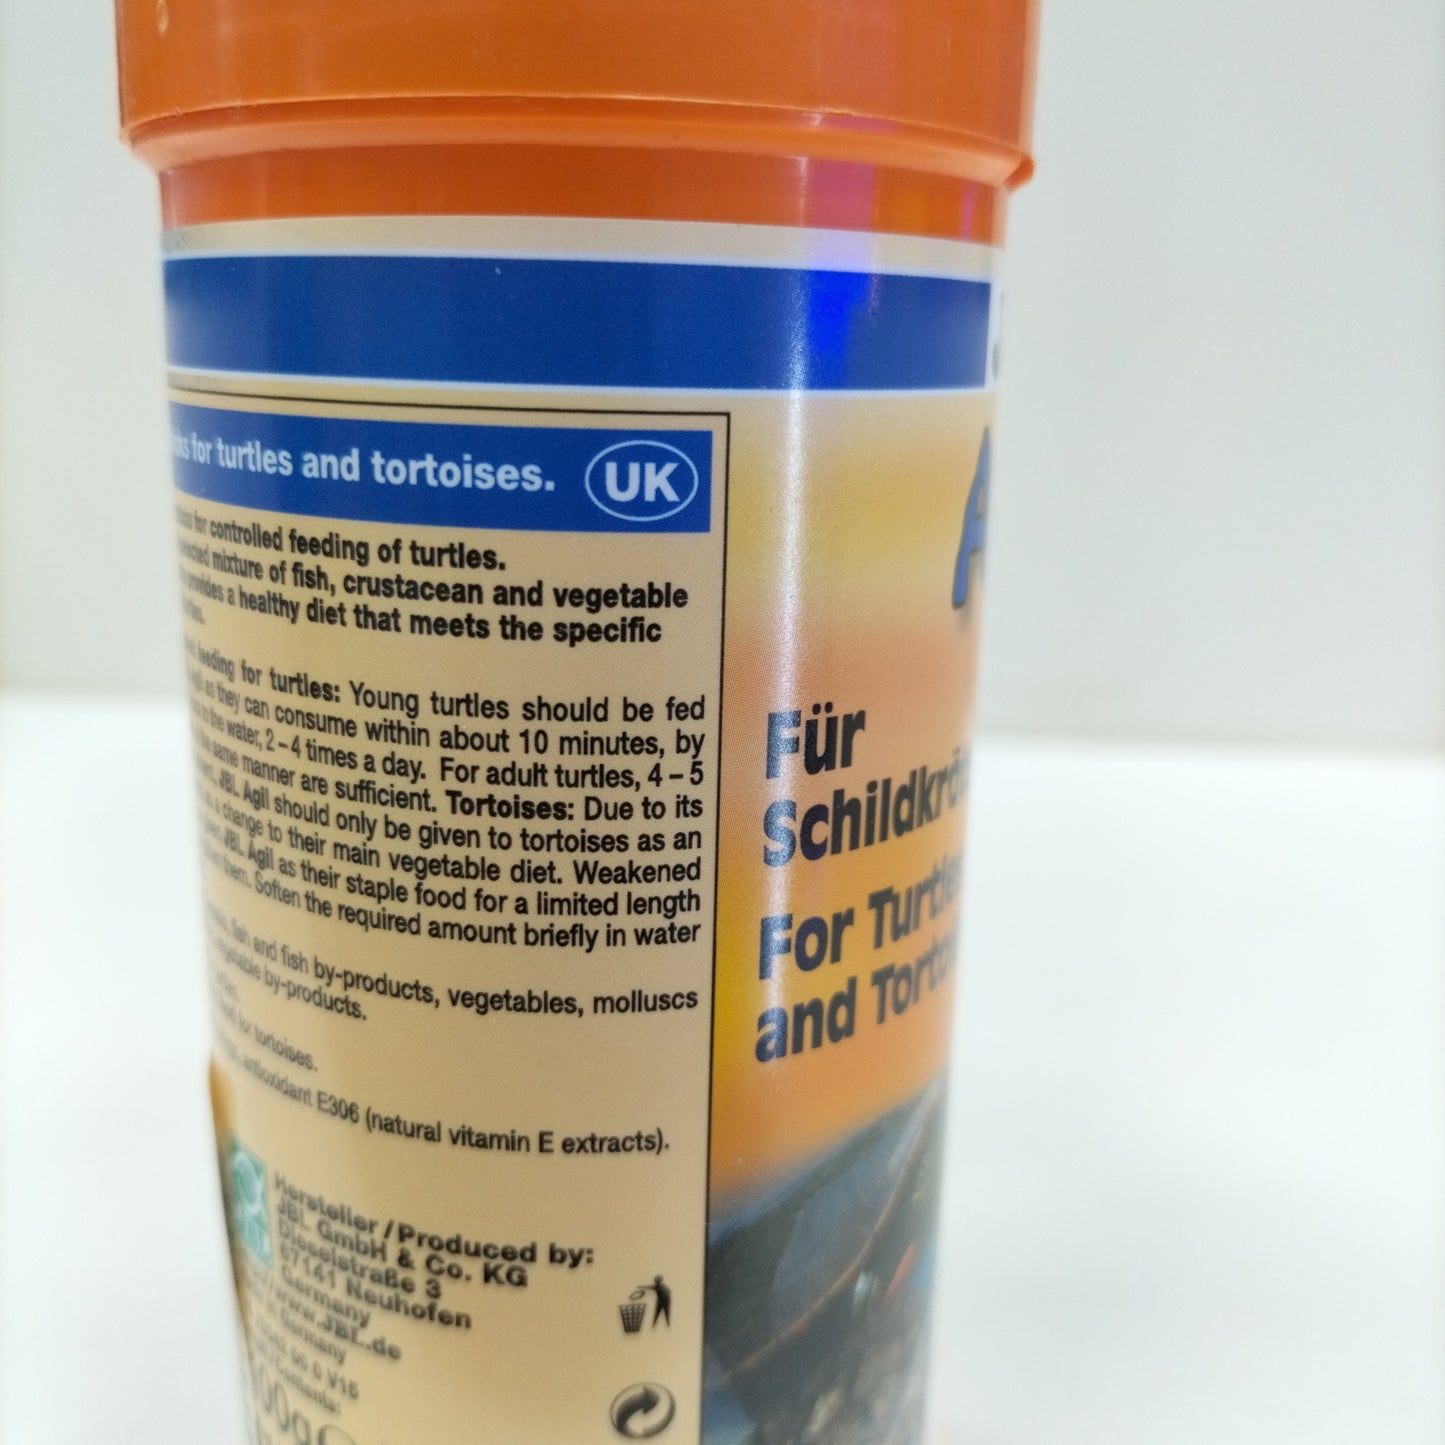 for turtles and tortoises. UK
for controlled feeding of turtles.
mixture of fish, crustacean and vegetable
provides a healthy diet that meets the specific
feeding for turtles: Young turtles should be fed
as they can consume within about 10 minutes, by
to the water, 2 – 4 times a day. For adult turtles, 4 – 5
the same manner are sufficient. Tortoises: Due to its
JBL Agil should only be given to tortoises as an
as a change to their main vegetable diet. Weakened
JBL Agil as their staple food for a limited length
them. Soften the required amount briefly in water
fish and fish by-products, vegetables, molluscs
vegetable by-products.
for tortoises.
antioxidant E306 (natural vitamin E extracts).
Hersteller / Produced by:
JBL GmbH & Co. KG
Dieselstraße 3
67141 Neuhofen
Germany
www.JBL.de
in Germany
V15
Für
For
and